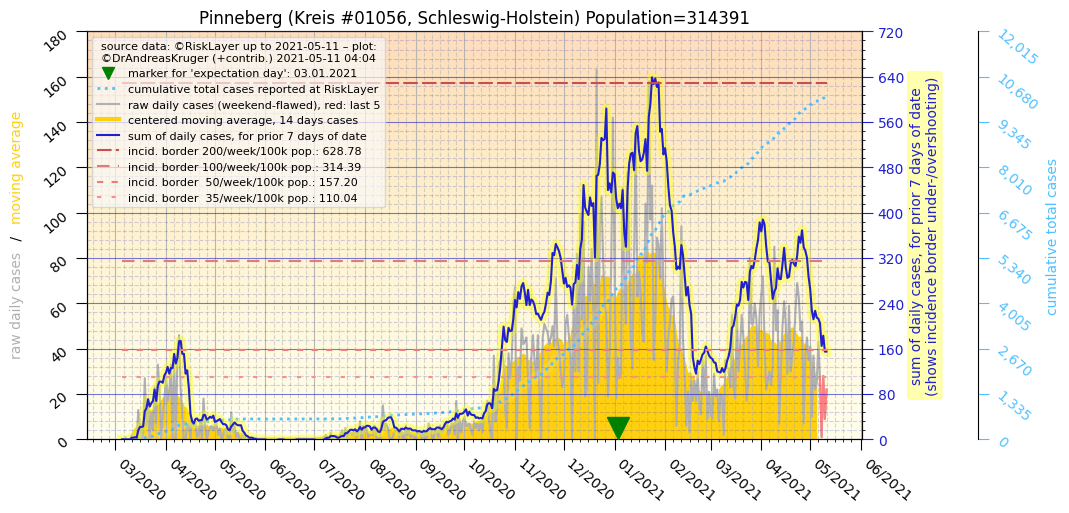 Pinneberg (Kreis #01056, Schleswig-Holstein) Population=314391
source data: ©RiskLayer up to 2021-05-11 – plot:
©DrAndreasKruger (+contrib.) 2021-05-11 04:04
marker for 'expectation day': 03.01.2021
cumulative total cases reported at RiskLayer
raw daily cases (weekend-flawed), red: last 5
centered moving average, 14 days cases
sum of daily cases, for prior 7 days of date
incid. border 200/week/100k pop.: 628.78
incid. border 100/week/100k pop.: 314.39
incid. border  50/week/100k pop.: 157.20
incid. border  35/week/100k pop.: 110.04
raw daily cases  /  moving average
180
160
140
120
100
80
60
40
20
0
03/2020
04/2020
05/2020
06/2020
07/2020
08/2020
09/2020
10/2020
11/2020
12/2020
01/2021
02/2021
03/2021
04/2021
05/2021
06/2021
720
640
560
480
400
320
240
160
80
0
sum of daily cases, for prior 7 days of date
(shows incidence border under-/overshooting)
12,015
10,680
9,345
8,010
6,675
5,340
4,005
2,670
1,335
0
cumulative total cases